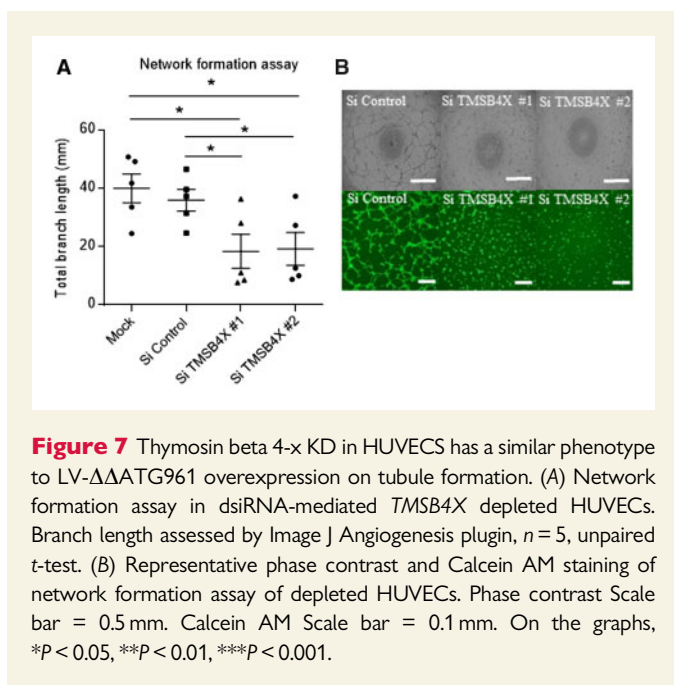 A
Network formation assay
*
*
*
*
Total branch length (mm)
60
40
20
0
Mock
Si Control
Si TMSB4X #1
Si TMSB4X #2
B
Si Control
Si TMSB4X #1
Si TMSB4X #2
Si Control
Si TMSB4X #1
Si TMSB4X #2
Figure 7 Thymosin beta 4-x KD in HUVECS has a similar phenotype
to LV-ΔΔATG961 overexpression on tubule formation. (A) Network
formation assay in dsiRNA-mediated TMSB4X depleted HUVECs.
Branch length assessed by Image J Angiogenesis plugin, n = 5, unpaired
t-test. (B) Representative phase contrast and Calcein AM staining of
network formation assay of depleted HUVECs. Phase contrast Scale
bar = 0.5 mm. Calcein AM Scale bar = 0.1 mm. On the graphs,
*P < 0.05, **P < 0.01, ***P < 0.001.